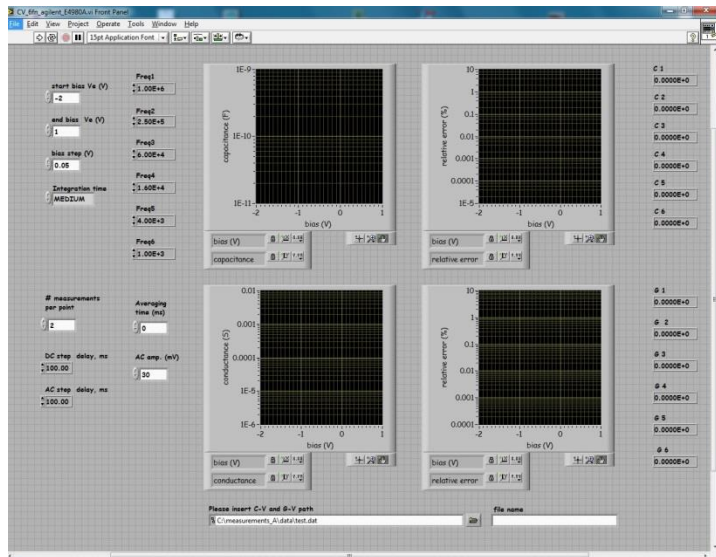 CV_6fn_agilent_E4980A.vi Front Panel
File Edit View Project Operate Tools Window Help
15pt Application Font
start bias Ve (V)
-2
end bias Ve (V)
1
bias step (V)
0.05
Integration time
MEDIUM
Freq1
1.00E+6
Freq2
2.50E+5
Freq3
6.00E+4
Freq4
1.60E+4
Freq5
4.00E+3
Freq6
1.00E+3
capacitance (F)
1E-9
1E-10
1E-11
-2 -1 0 1
bias (V)
bias (V)
capacitance
relative error (%)
10
1
0.1
0.01
0.001
0.0001
1E-5
-2 -1 0 1
bias (V)
bias (V)
relative error
C 1
0.0000E+0
C 2
0.0000E+0
C 3
0.0000E+0
C 4
0.0000E+0
C 5
0.0000E+0
C 6
0.0000E+0
# measurements
per point
2
DC step delay, ms
100.00
AC step delay, ms
100.00
Averaging
time (ms)
0
AC amp. (mV)
30
conductance (S)
0.01
0.001
0.0001
1E-5
1E-6
-2 -1 0 1
bias (V)
bias (V)
conductance
relative error (%)
10
1
0.1
0.01
0.001
0.0001
-2 -1 0 1
bias (V)
bias (V)
relative error
G 1
0.0000E+0
G 2
0.0000E+0
G 3
0.0000E+0
G 4
0.0000E+0
G 5
0.0000E+0
G 6
0.0000E+0
Please insert C-V and G-V path
C:\measurements_A\data\test.dat
file name